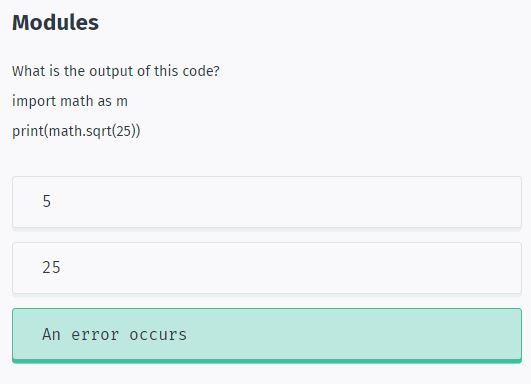 Modules
What is the output of this code?
import math as m
print(math.sqrt(25))
5
25
An error occurs